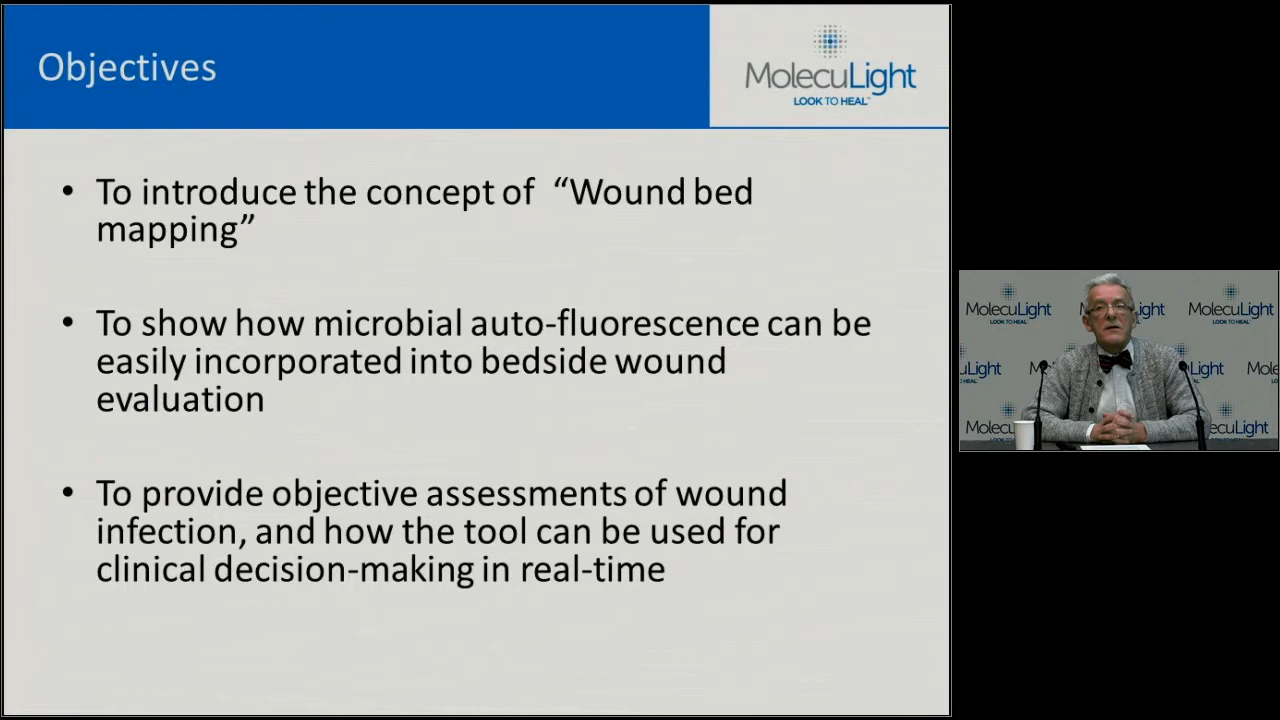 Objectives
MolecuLight
LOOK TO HEAL™
• To introduce the concept of “Wound bed
mapping”
• To show how microbial auto-fluorescence can be
easily incorporated into bedside wound
evaluation
• To provide objective assessments of wound
infection, and how the tool can be used for
clinical decision-making in real-time
MolecuLight
LOOK TO HEAL
MolecuLight
LOOK TO HEAL